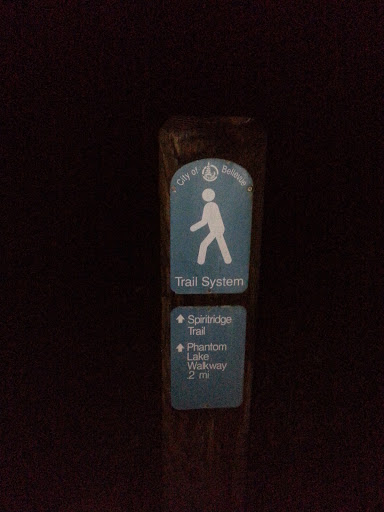 City of Bellevue
Trail System
Spiritridge
Trail
Phantom
Lake
Walkway
.2 mi